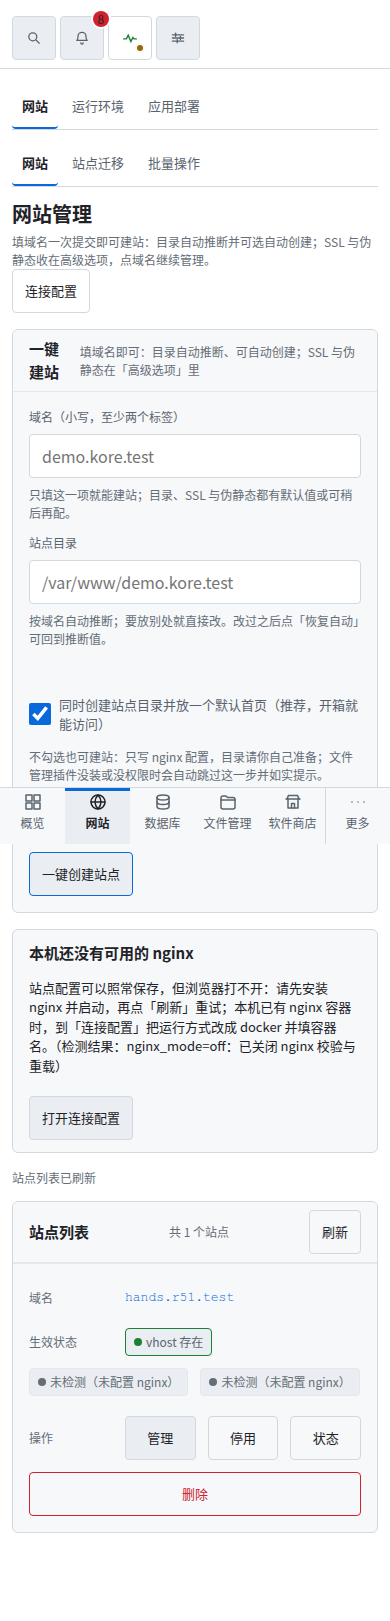 8
网站 运行环境 应用部署
网站 站点迁移 批量操作
网站管理
填域名一次提交即可建站：目录自动推断并可选自动创建；SSL 与伪
静态收在高级选项，点域名继续管理。
连接配置
一键
建站
填域名即可：目录自动推断、可自动创建；SSL 与伪
静态在「高级选项」里
域名（小写，至少两个标签）
demo.kore.test
只填这一项就能建站；目录、SSL 与伪静态都有默认值或可稍
后再配。
站点目录
/var/www/demo.kore.test
按域名自动推断；要放别处就直接改。改过之后点「恢复自动」
可回到推断值。
同时创建站点目录并放一个默认首页（推荐，开箱就
能访问）
不勾选也可建站：只写 nginx 配置，目录请你自己准备；文件
管理插件没装或没权限时会自动跳过这一步并如实提示。
概览 网站 数据库 文件管理 软件商店 更多
一键创建站点
本机还没有可用的 nginx
站点配置可以照常保存，但浏览器打不开：请先安装
nginx 并启动，再点「刷新」重试；本机已有 nginx 容器
时，到「连接配置」把运行方式改成 docker 并填容器
名。（检测结果：nginx_mode=off：已关闭 nginx 校验与
重载）
打开连接配置
站点列表已刷新
站点列表 共 1 个站点 刷新
域名 hands.r51.test
生效状态 vhost 存在
未检测（未配置 nginx） 未检测（未配置 nginx）
操作 管理 停用 状态
删除